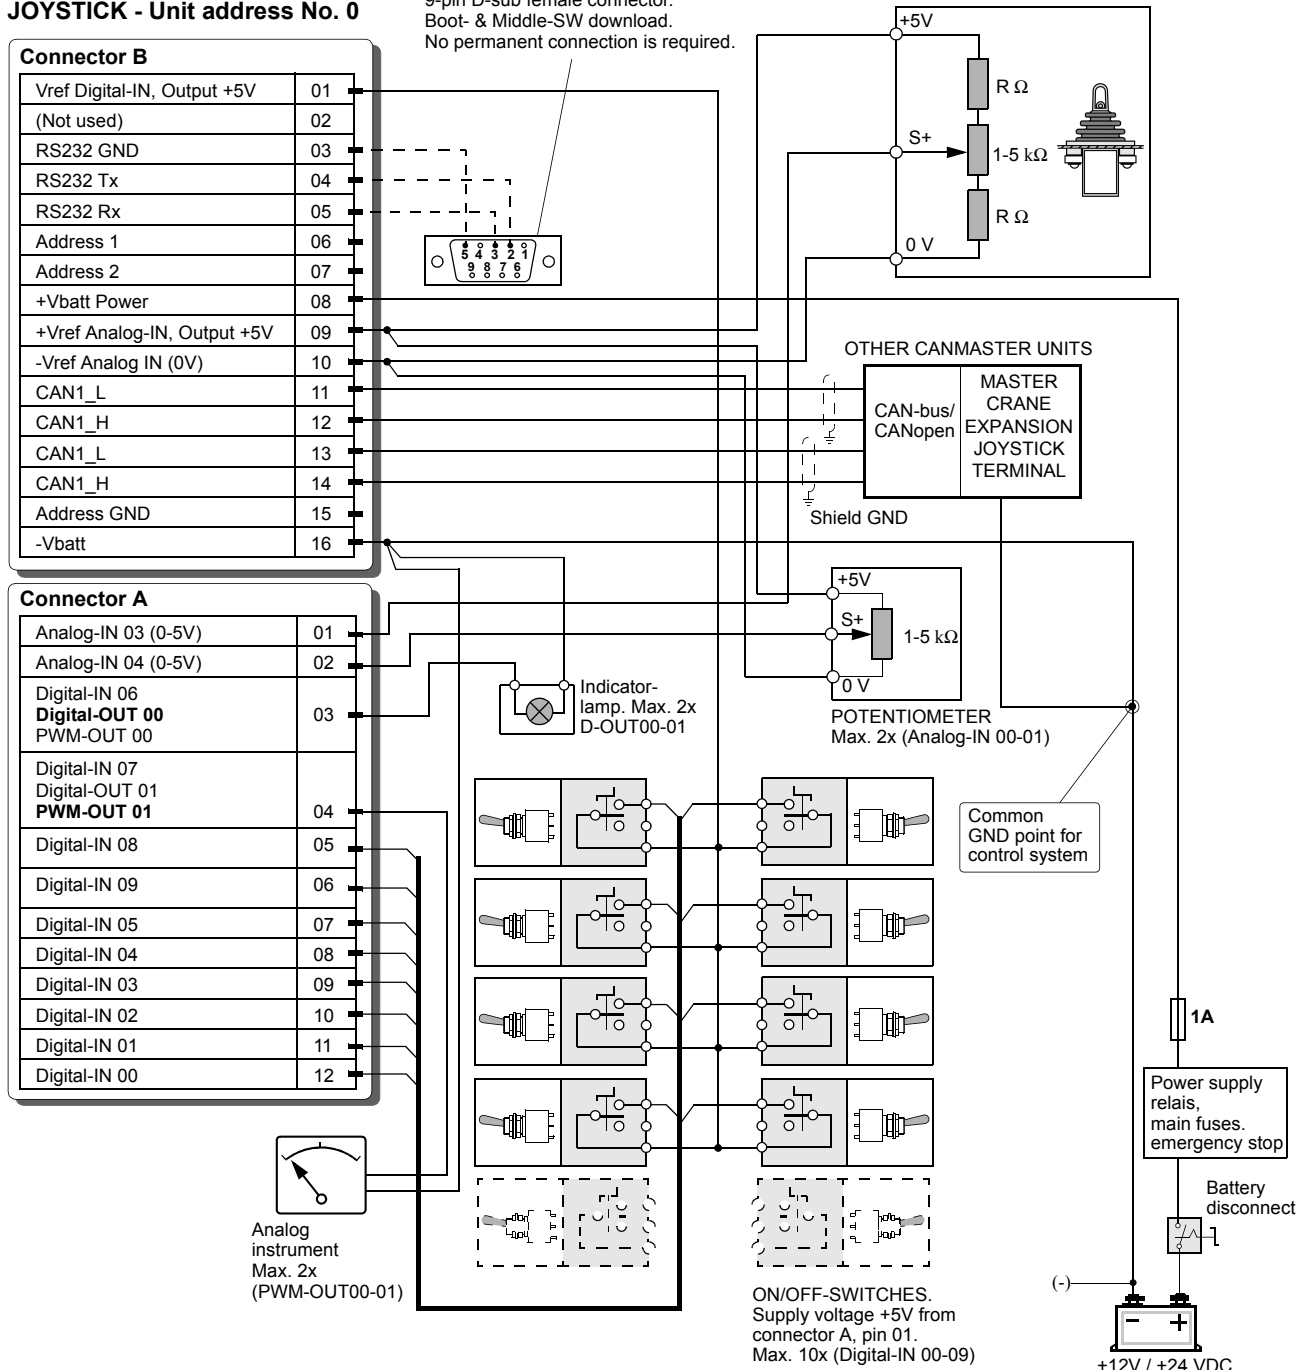 JOYSTICK - Unit address No. 0
9-pin D-sub female connector.
Boot- & Middle-SW download.
No permanent connection is required.
Connector B
Vref Digital-IN, Output +5V 01
(Not used) 02
RS232 GND 03
RS232 Tx 04
RS232 Rx 05
Address 1 06
Address 2 07
+Vbatt Power 08
+Vref Analog-IN, Output +5V 09
-Vref Analog IN (0V) 10
CAN1_L 11
CAN1_H 12
CAN1_L 13
CAN1_H 14
Address GND 15
-Vbatt 16
5 4 3 2 1
9 8 7 6
+5V
R Ω
S+
1-5 kΩ
R Ω
0 V
OTHER CANMASTER UNITS
CAN-bus/
CANopen
MASTER
CRANE
EXPANSION
JOYSTICK
TERMINAL
Shield GND
Connector A
Analog-IN 03 (0-5V) 01
Analog-IN 04 (0-5V) 02
Digital-IN 06
Digital-OUT 00 03
PWM-OUT 00
Digital-IN 07
Digital-OUT 01
PWM-OUT 01 04
Digital-IN 08 05
Digital-IN 09 06
Digital-IN 05 07
Digital-IN 04 08
Digital-IN 03 09
Digital-IN 02 10
Digital-IN 01 11
Digital-IN 00 12
+5V
S+
1-5 kΩ
0 V
POTENTIOMETER
Max. 2x (Analog-IN 00-01)
Indicator-
lamp. Max. 2x
D-OUT00-01
Common
GND point for
control system
1A
Power supply
relais,
main fuses.
emergency stop
Battery
disconnect
Analog
instrument
Max. 2x
(PWM-OUT00-01)
ON/OFF-SWITCHES.
Supply voltage +5V from
connector A, pin 01.
Max. 10x (Digital-IN 00-09)
(-)
- +
+12V / +24 VDC